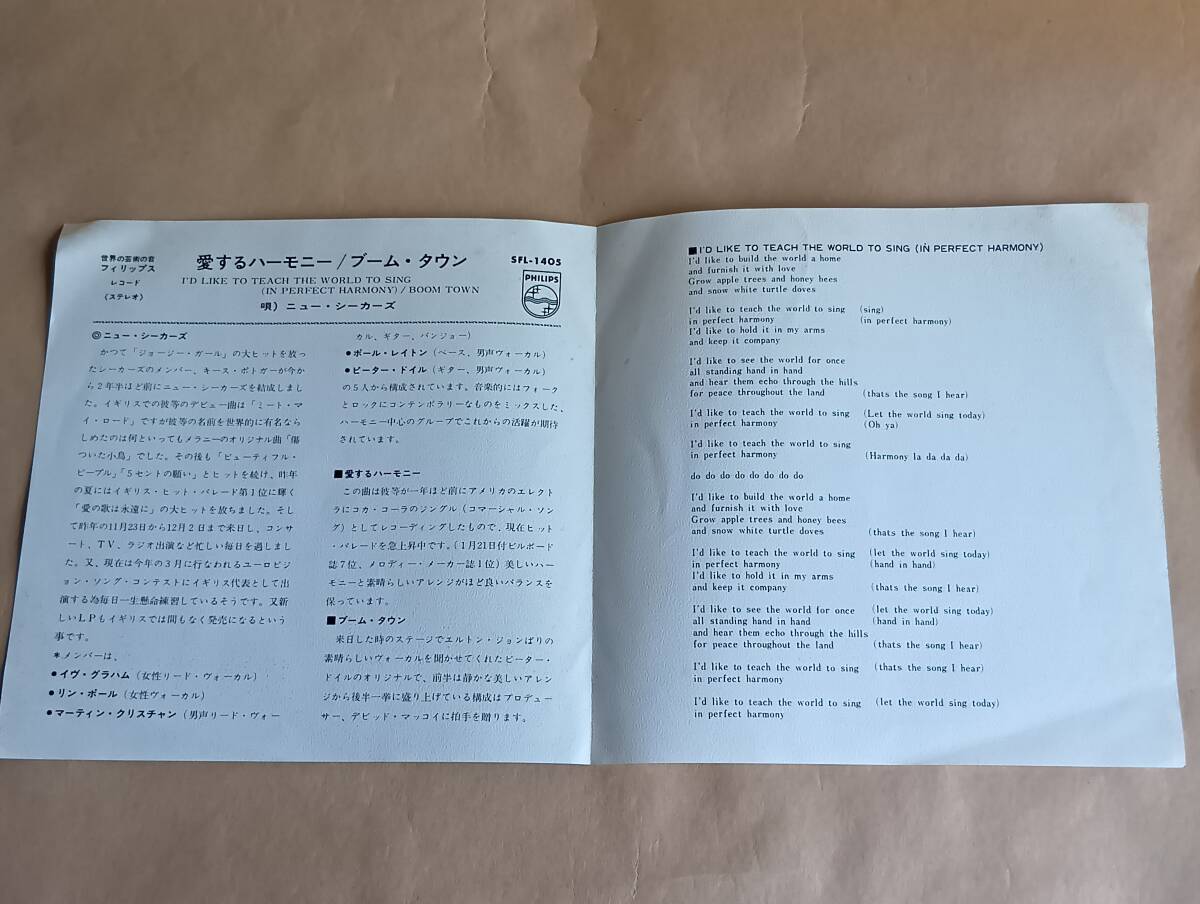 世界の芸術の音
フィリップス
レコード
(ステレオ)
愛するハーモニー/ブーム・タウン
I'D LIKE TO TEACH THE WORLD TO SING
(IN PERFECT HARMONY)/BOOM TOWN
唄) ニュー・シーカーズ
SFL-1405
PHILIPS
◎ニュー・シーカーズ
かつて「ジョージー・ガール」の大ヒットを放っ
たシーカーズのメンバー、キース・ポトガーが今か
ら2年半ほど前にニュー・シーカーズを結成しまし
た。イギリスでの彼等のデビュー曲は「ミート・マ
イ・ロード」ですが彼等の名前を世界的に有名なら
しめたのは何といってもメラニーのオリジナル曲「傷
ついた小鳥」でした。その後も「ビューティフル・
ピープル」「5セントの願い」とヒットを続け、昨年
の夏にはイギリス・ヒット・パレード第1位に輝く
「愛の歌は永遠に」の大ヒットを放ちました。そし
て昨年の11月23日から12月2日まで来日し、コンサ
ート、TV、ラジオ出演など忙しい毎日を過しまし
た。又、現在は今年の3月に行なわれるユーロビジ
ョン・ソング・コンテストにイギリス代表として出
演する為毎日一生懸命練習しているそうです。又新
しいLPもイギリスでは間もなく発売になるという
事です。
*メンバーは、
●イヴ・グラハム(女性リード・ヴォーカル)
●リン・ポール(女性ヴォーカル)
●マーティン・クリスチャン(男声リード・ヴォー
カル、ギター、バンジョー)
●ポール・レイトン(ベース、男声ヴォーカル)
●ピーター・ドイル(ギター、男声ヴォーカル)
の5人から構成されています。音楽的にはフォーク
とロックにコンテンポラリーなものをミックスした、
ハーモニー中心のグループでこれからの活躍が期待
されています。
■愛するハーモニー
この曲は彼等が一年ほど前にアメリカのエレクト
ラにコカ・コーラのジングル(コマーシャル・ソン
グ)としてレコーディングしたもので、現在ヒット
・パレードを急上昇中です。(1月21日付ビルボード
誌7位、メロディー・メーカー誌1位)美しいハー
モニーと素晴らしいアレンジがほど良いバランスを
保っています。
■ブーム・タウン
来日した時のステージでエルトン・ジョンばりの
素晴らしいヴォーカルを聞かせてくれたピーター・
ドイルのオリジナルで、前半は静かな美しいアレン
ジから後半一挙に盛り上げている構成はプロデュー
サー、デビッド・マッコイに拍手を贈ります。
■I'D LIKE TO TEACH THE WORLD TO SING (IN PERFECT HARMONY)
I'd like to build the world a home
and furnish it with love
Grow apple trees and honey bees
and snow white turtle doves
I'd like to teach the world to sing (sing)
in perfect harmony (in perfect harmony)
I'd like to hold it in my arms
and keep it company
I'd like to see the world for once
all standing hand in hand
and hear them echo through the hills
for peace throughout the land (thats the song I hear)
I'd like to teach the world to sing (Let the world sing today)
in perfect harmony (Oh ya)
I'd like to teach the world to sing
in perfect harmony (Harmony la da da da)
do do do do do do do do
I'd like to build the world a home
and furnish it with love
Grow apple trees and honey bees
and snow white turtle doves (thats the song I hear)
I'd like to teach the world to sing (let the world sing today)
in perfect harmony (hand in hand)
I'd like to hold it in my arms
and keep it company (thats the song I hear)
I'd like to see the world for once (let the world sing today)
all standing hand in hand (hand in hand)
and hear them echo through the hills
for peace throughout the land (thats the song I hear)
I'd like to teach the world to sing (thats the song I hear)
in perfect harmony
I'd like to teach the world to sing (let the world sing today)
in perfect harmony